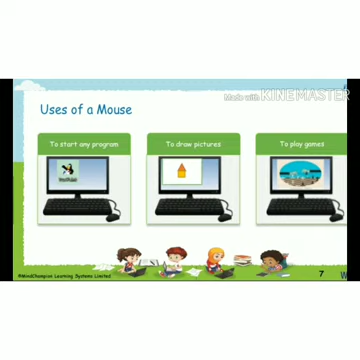 Made with KINEMASTER
Uses of a Mouse
To start any program
To draw pictures
To play games
©MindChampion Learning Systems Limited
7
W